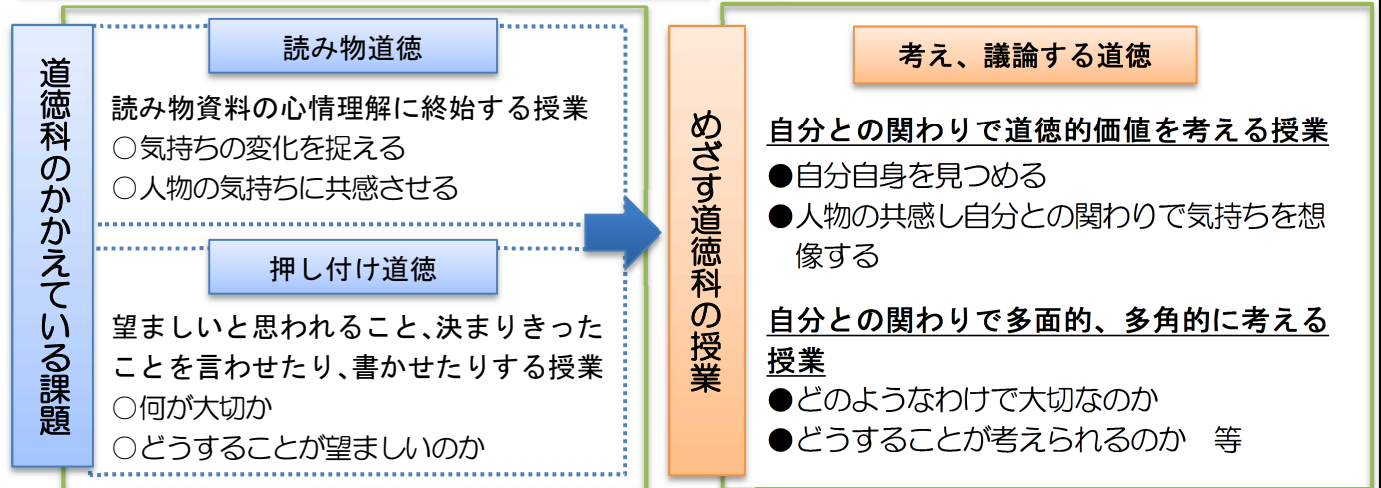 道徳科のかかえている課題
読み物道徳
読み物資料の心情理解に終始する授業
○気持ちの変化を捉える
○人物の気持ちに共感させる
押し付け道徳
望ましいと思われること、決まりきった
ことを言わせたり、書かせたりする授業
○何が大切か
○どうすることが望ましいのか
めざす道徳科の授業
考え、議論する道徳
自分との関わりで道徳的価値を考える授業
●自分自身を見つめる
●人物の共感し自分との関わりで気持ちを想
像する
自分との関わりで多面的、多角的に考える
授業
●どのようなわけで大切なのか
●どうすることが考えられるのか　等